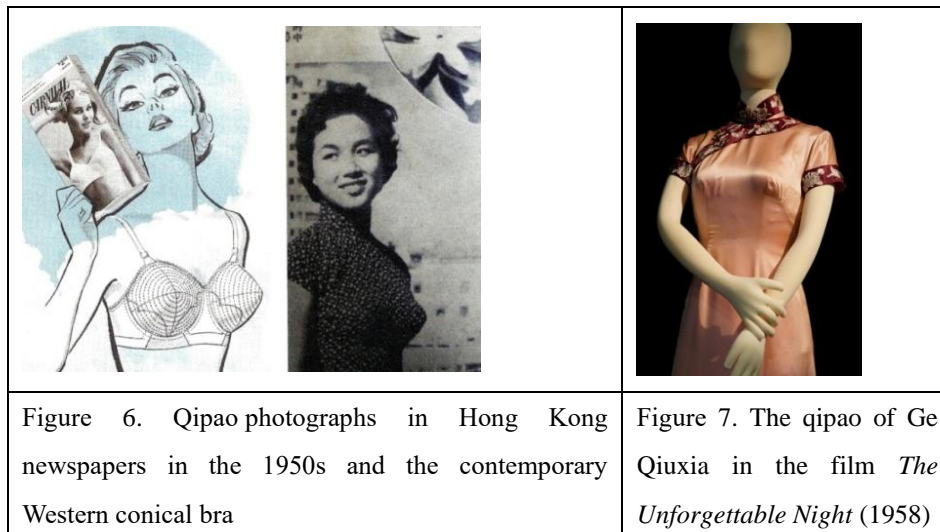 CARNIVAL
Figure 6. Qipao photographs in Hong Kong
newspapers in the 1950s and the contemporary
Western conical bra
Figure 7. The qipao of Ge
Qiuxia in the film The
Unforgettable Night (1958)